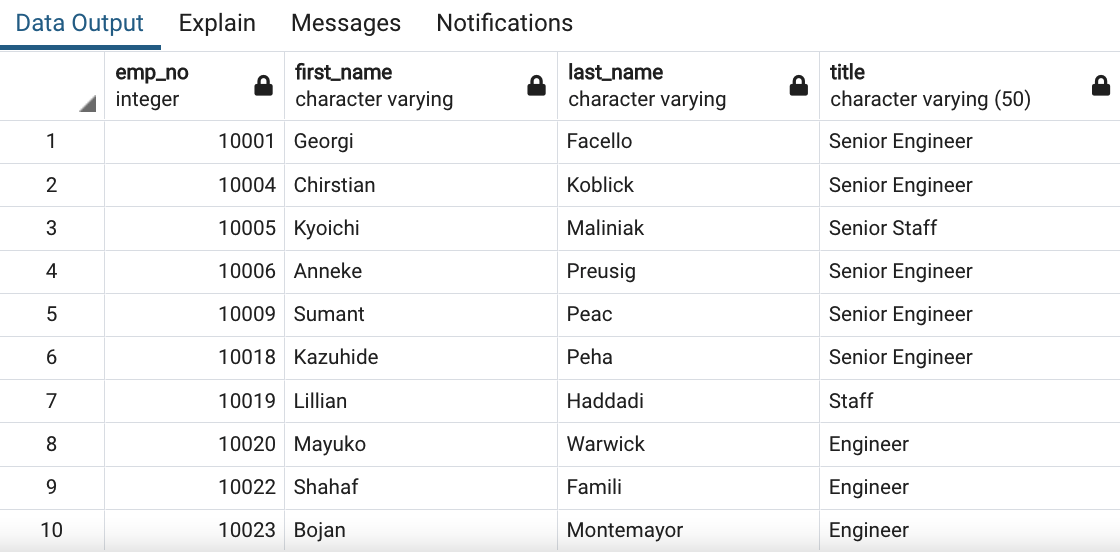 Data Output Explain Messages Notifications
emp_no first_name last_name title
integer character varying character varying character varying (50)
1 10001 Georgi Facello Senior Engineer
2 10004 Chirstian Koblick Senior Engineer
3 10005 Kyoichi Maliniak Senior Staff
4 10006 Anneke Preusig Senior Engineer
5 10009 Sumant Peac Senior Engineer
6 10018 Kazuhide Peha Senior Engineer
7 10019 Lillian Haddadi Staff
8 10020 Mayuko Warwick Engineer
9 10022 Shahaf Famili Engineer
10 10023 Bojan Montemayor Engineer